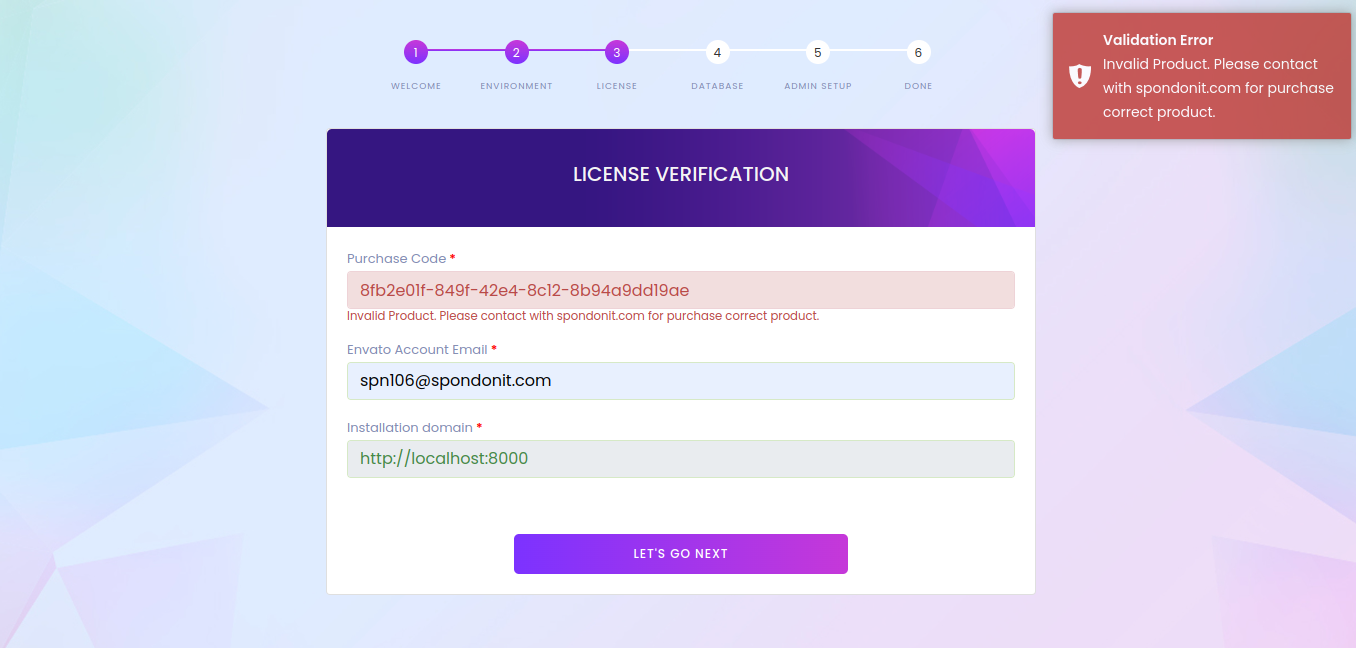 1 2 3 4 5 6
WELCOME ENVIRONMENT LICENSE DATABASE ADMIN SETUP DONE
Validation Error
Invalid Product. Please contact
with spondonit.com for purchase
correct product.
LICENSE VERIFICATION
Purchase Code *
8fb2e01f-849f-42e4-8c12-8b94a9dd19ae
Invalid Product. Please contact with spondonit.com for purchase correct product.
Envato Account Email *
spn106@spondonit.com
Installation domain *
http://localhost:8000
LET'S GO NEXT